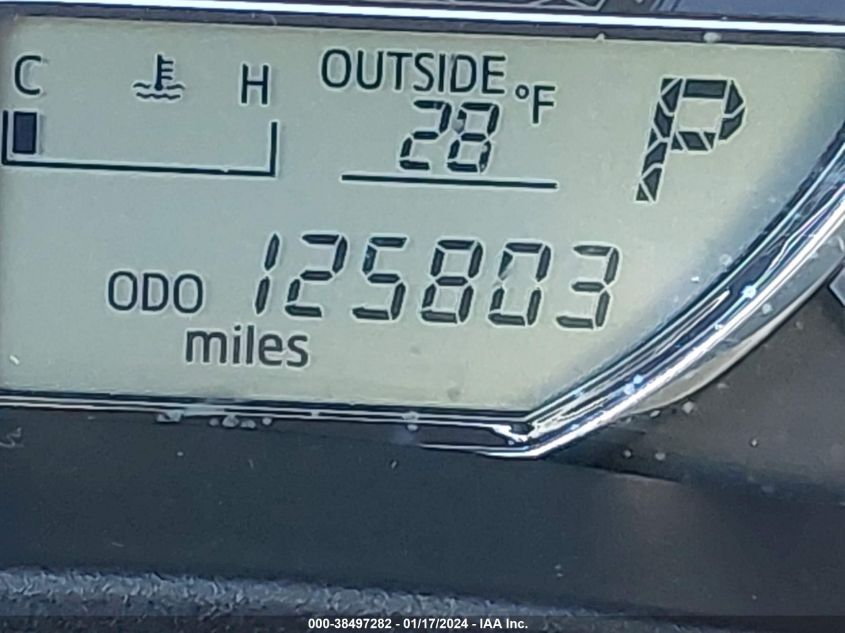 C H OUTSIDE °F P
28
ODO 125803
miles
000-38497282 - 01/17/2024 - IAA Inc.